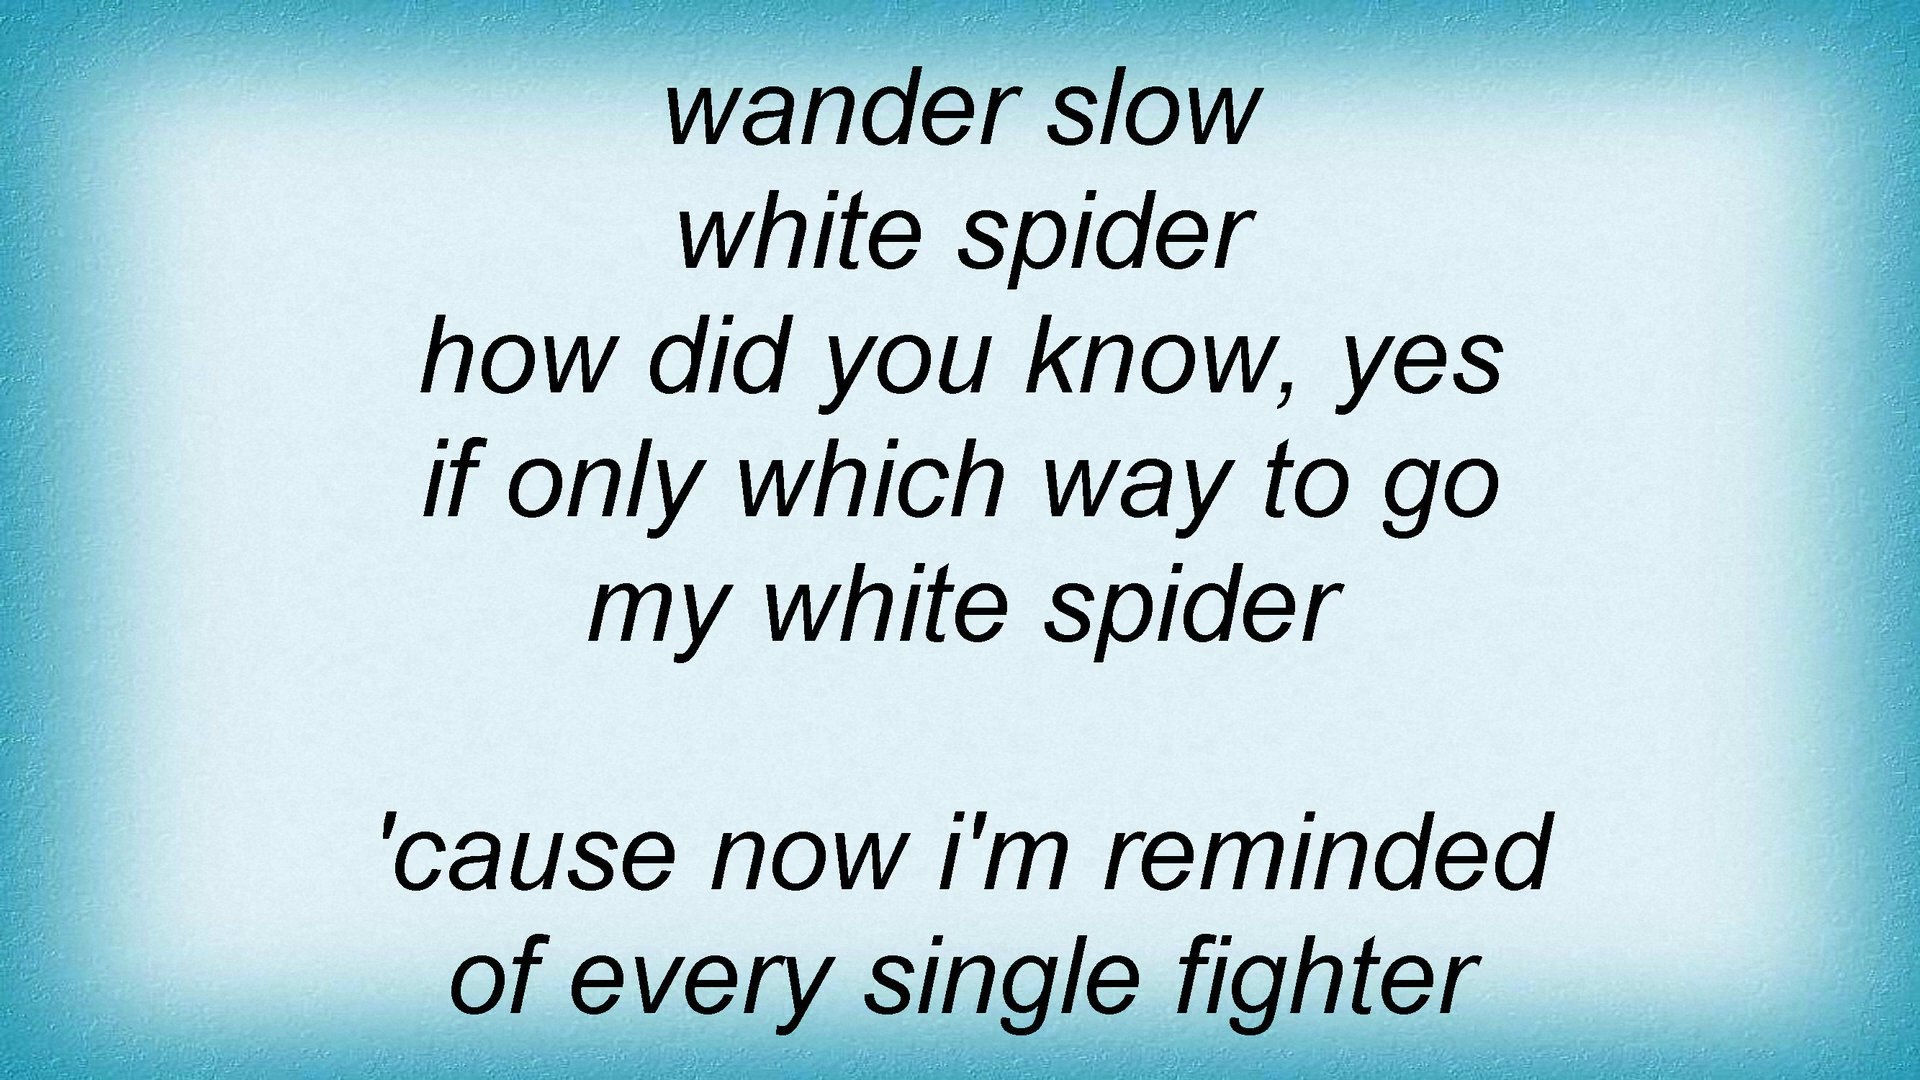 wander slow
white spider
how did you know, yes
if only which way to go
my white spider
'cause now i'm reminded
of every single fighter